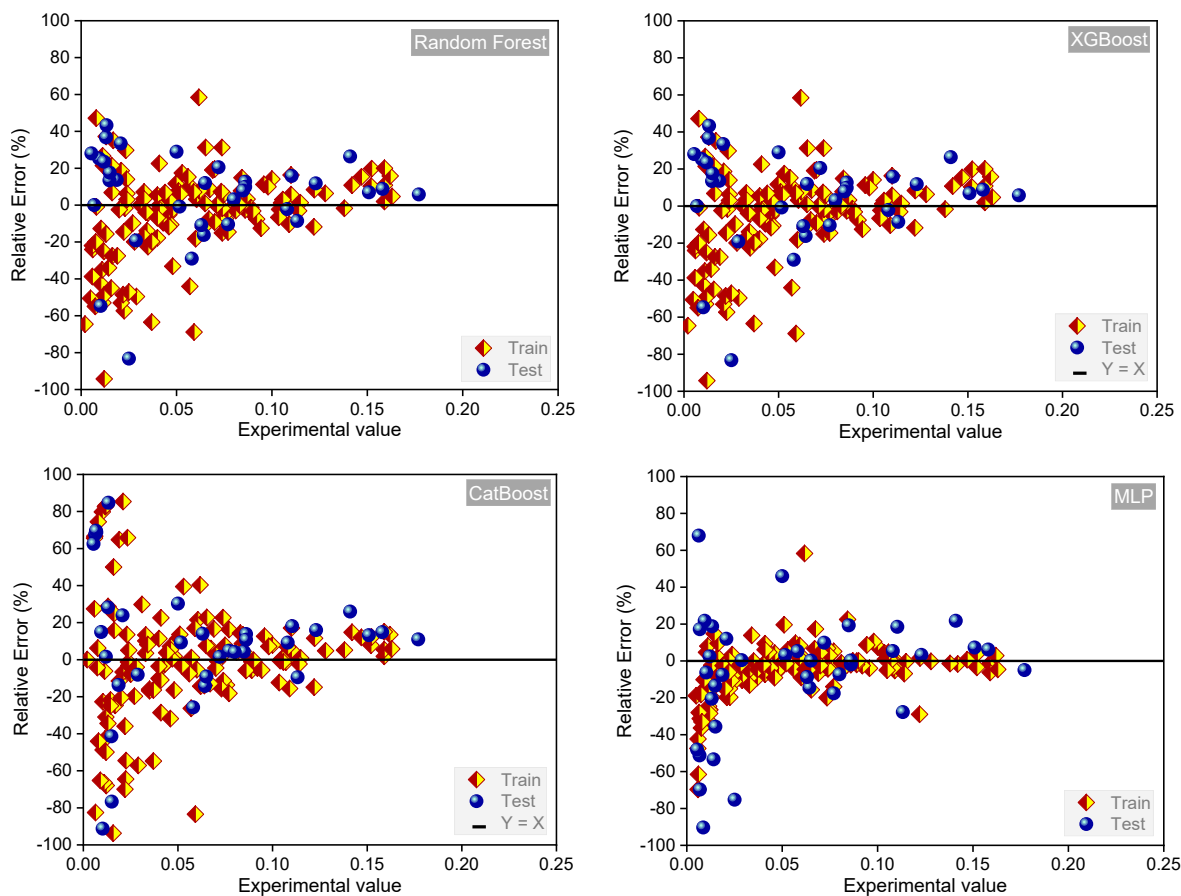 100
80
60
40
20
0
-20
-40
-60
-80
-100
Relative Error (%)
Random Forest
Train
Test
0.00 0.05 0.10 0.15 0.20 0.25
Experimental value
100
80
60
40
20
0
-20
-40
-60
-80
-100
Relative Error (%)
XGBoost
Train
Test
Y = X
0.00 0.05 0.10 0.15 0.20 0.25
Experimental value
100
80
60
40
20
0
-20
-40
-60
-80
-100
Relative Error (%)
CatBoost
Train
Test
Y = X
0.00 0.05 0.10 0.15 0.20 0.25
Experimental value
100
80
60
40
20
0
-20
-40
-60
-80
-100
Relative Error (%)
MLP
Train
Test
0.00 0.05 0.10 0.15 0.20 0.25
Experimental value